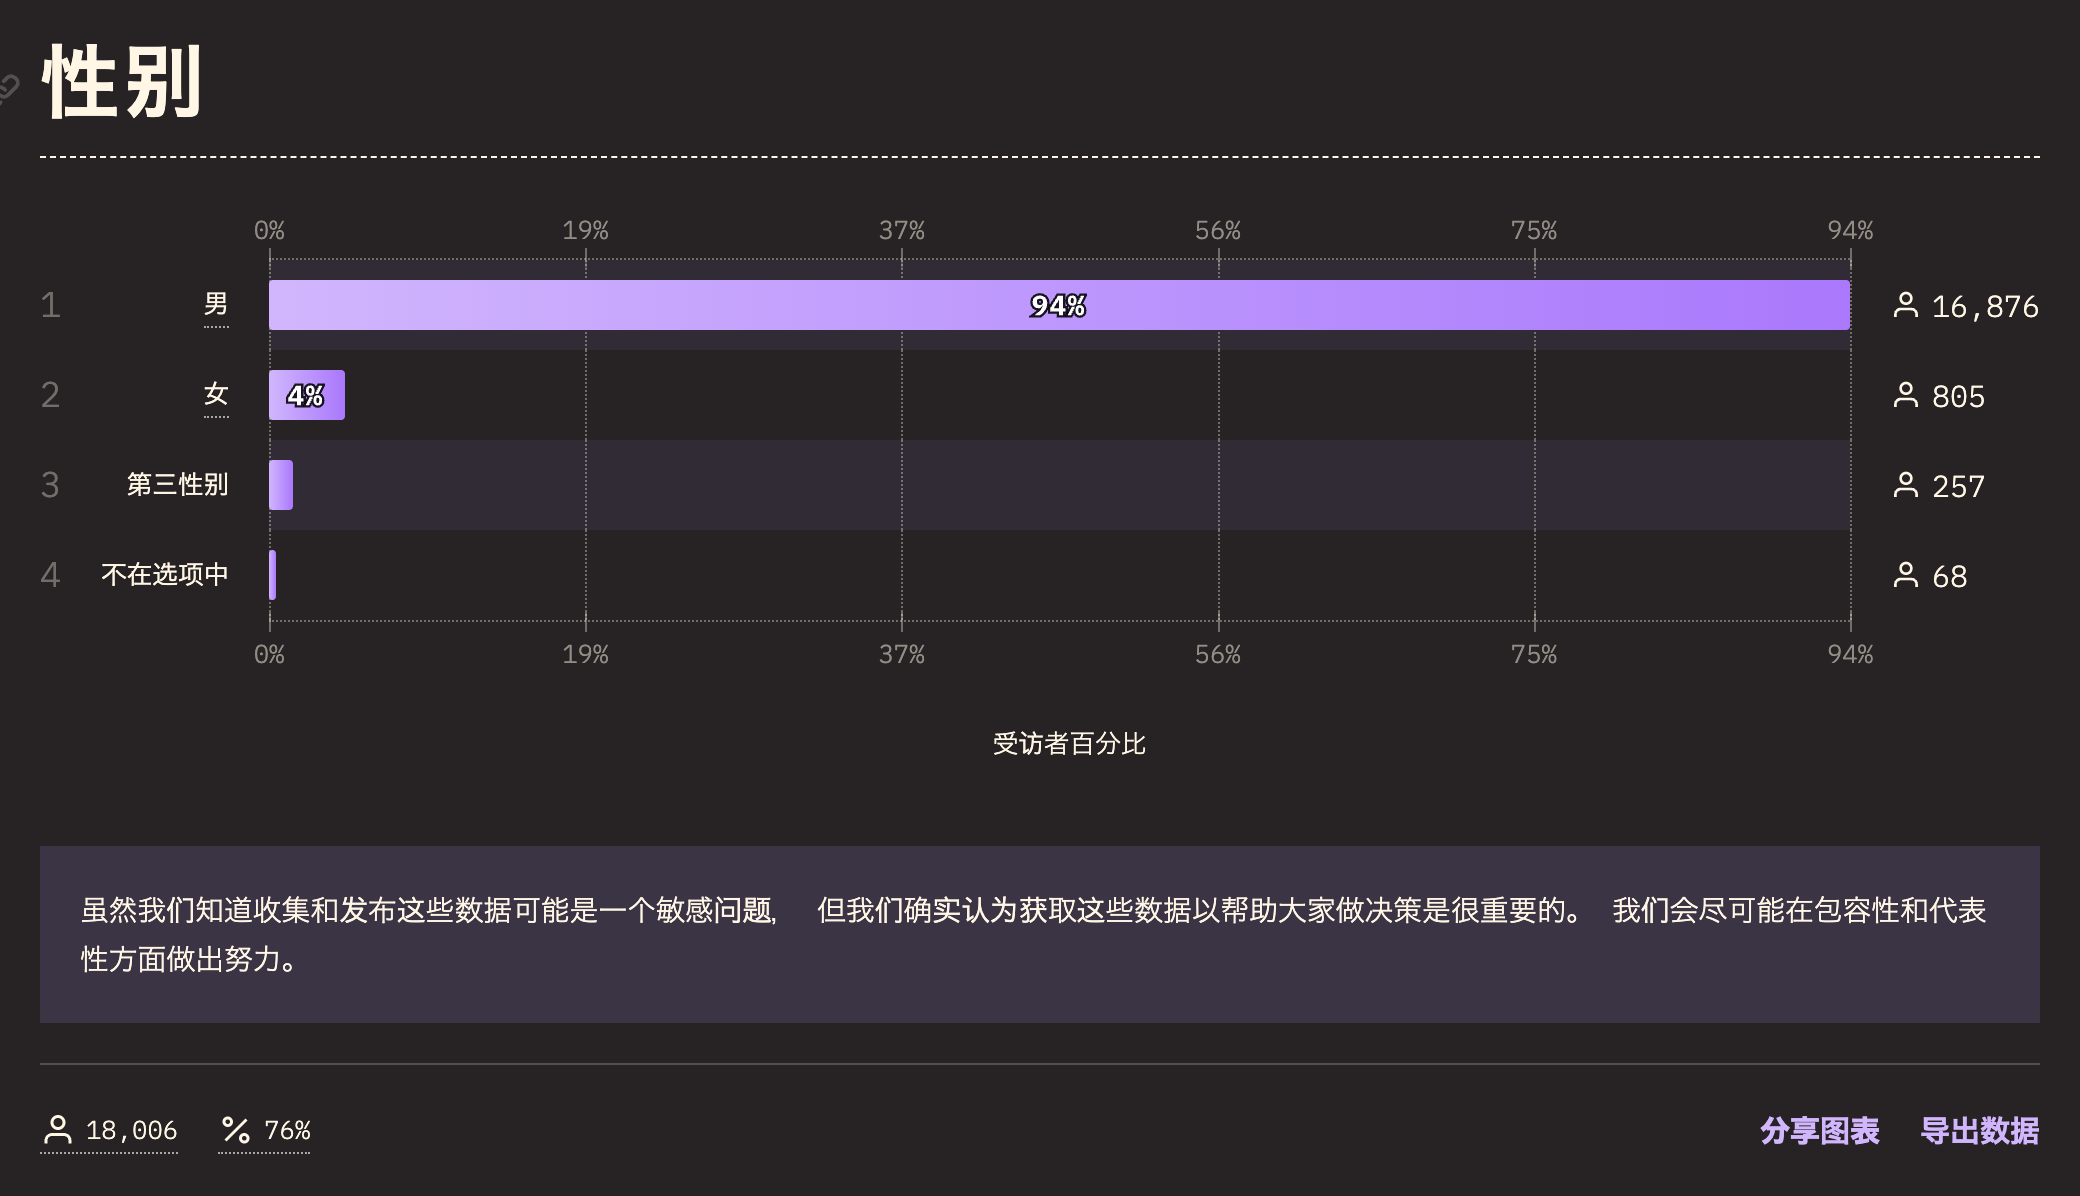 性别
0% 19% 37% 56% 75% 94%
1 男 94% 16,876
2 女 4% 805
3 第三性别 257
4 不在选项中 68
0% 19% 37% 56% 75% 94%
受访者百分比
虽然我们知道收集和发布这些数据可能是一个敏感问题, 但我们确实认为获取这些数据以帮助大家做决策是很重要的。 我们会尽可能在包容性和代表
性方面做出努力。
18,006 76% 分享图表 导出数据